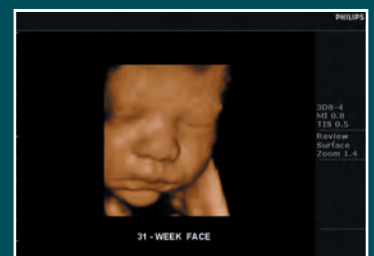 PHILIPS
3D8-4
MI 0.8
TIS 0.5
Review
Surface
Zoom 1.4
31 - WEEK FACE